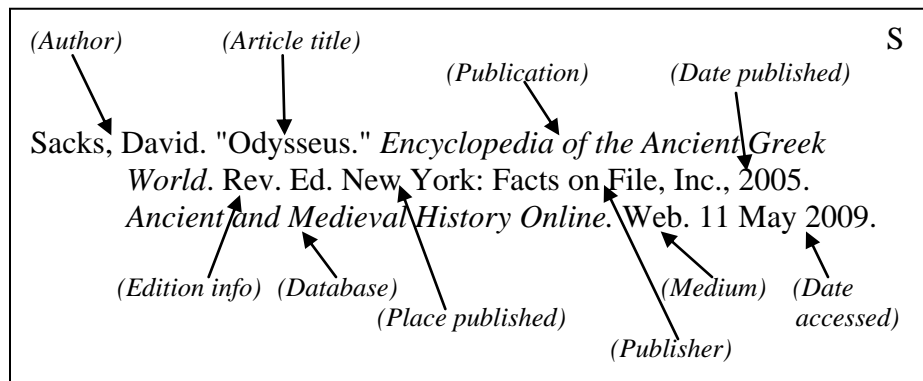 S
(Author) (Article title)
(Publication) (Date published)
Sacks, David. "Odysseus." Encyclopedia of the Ancient Greek
World. Rev. Ed. New York: Facts on File, Inc., 2005.
Ancient and Medieval History Online. Web. 11 May 2009.
(Edition info) (Database) (Medium) (Date
(Place published) accessed)
(Publisher)